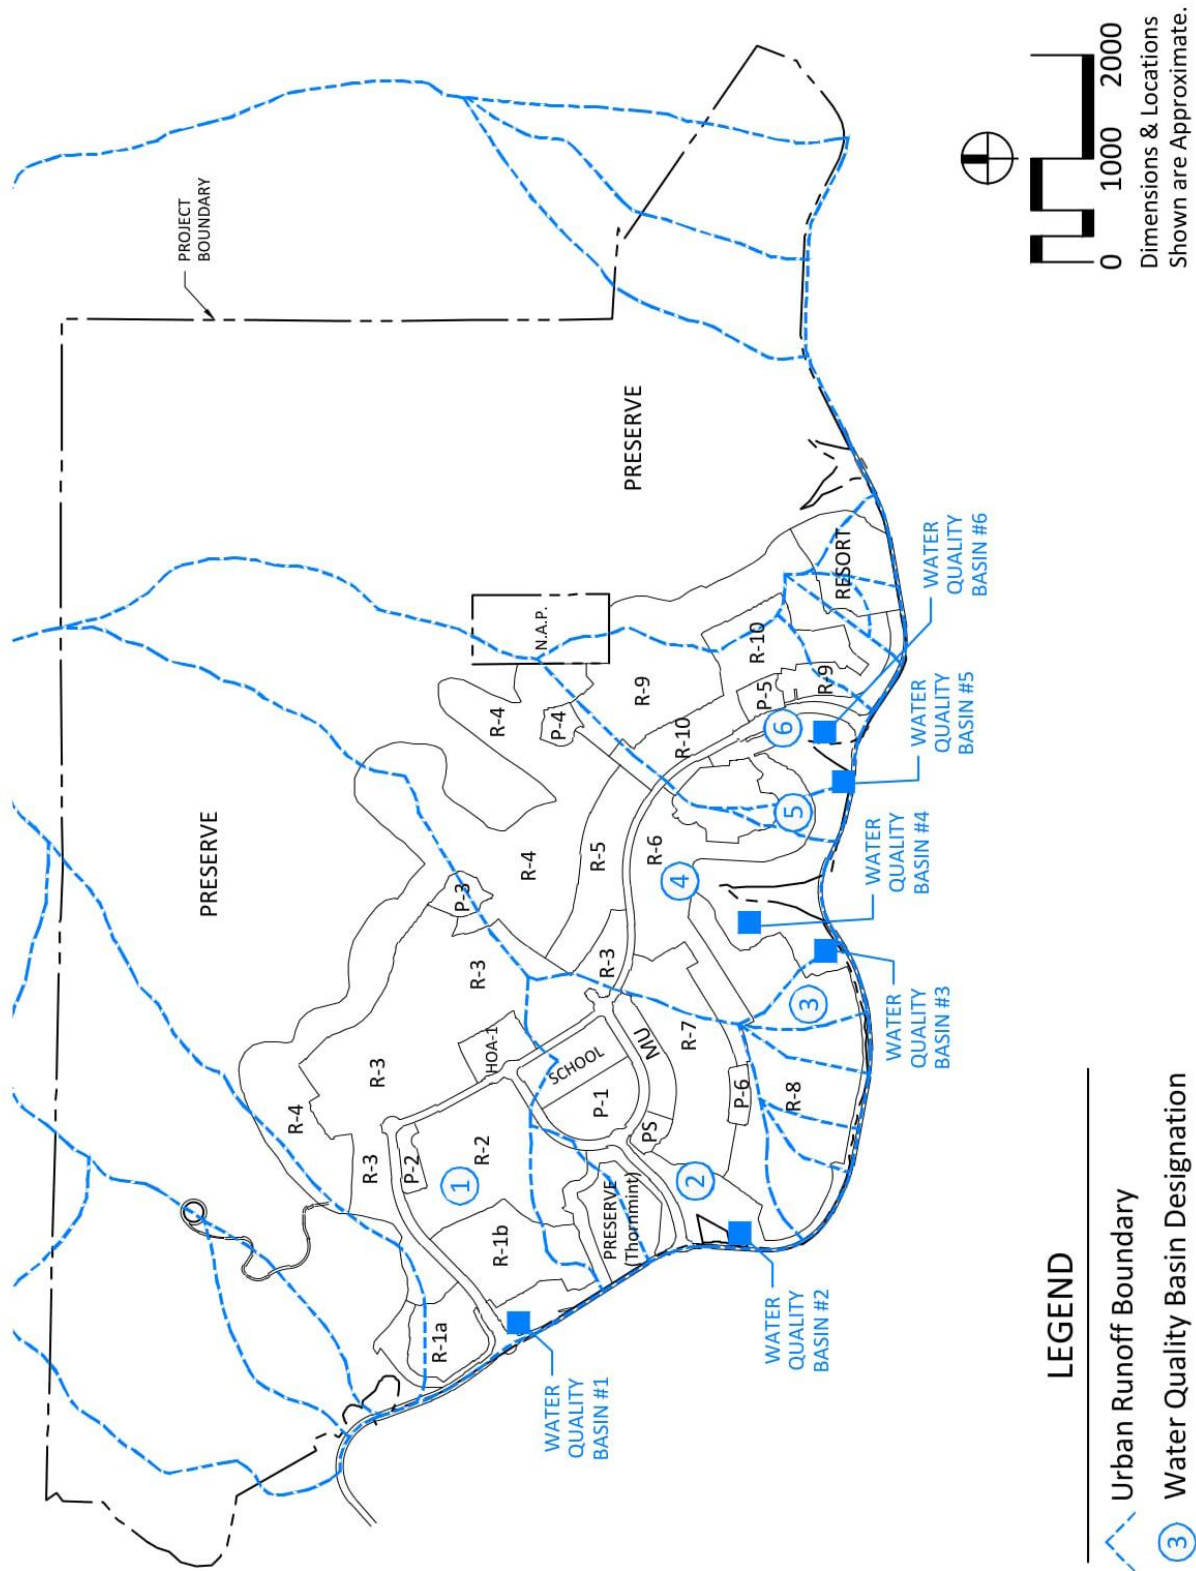 PROJECT
BOUNDARY
PRESERVE
PRESERVE
N.A.P.
R-4
P-4
R-9
R-10
R-10
P-5
R-9
RESORT
R-4
P-3
R-5
R-6
R-3
R-3
R-3
R-4
R-3
HOA-1
SCHOOL
MU
P-1
PS
R-7
P-6
R-8
P-2
R-2
R-1b
R-1a
PRESERVE
(Thornmint)
1
2
3
4
5
6
WATER
QUALITY
BASIN #1
WATER
QUALITY
BASIN #2
WATER
QUALITY
BASIN #3
WATER
QUALITY
BASIN #4
WATER
QUALITY
BASIN #5
WATER
QUALITY
BASIN #6
LEGEND
Urban Runoff Boundary
3 Water Quality Basin Designation
0 1000 2000
Dimensions & Locations
Shown are Approximate.